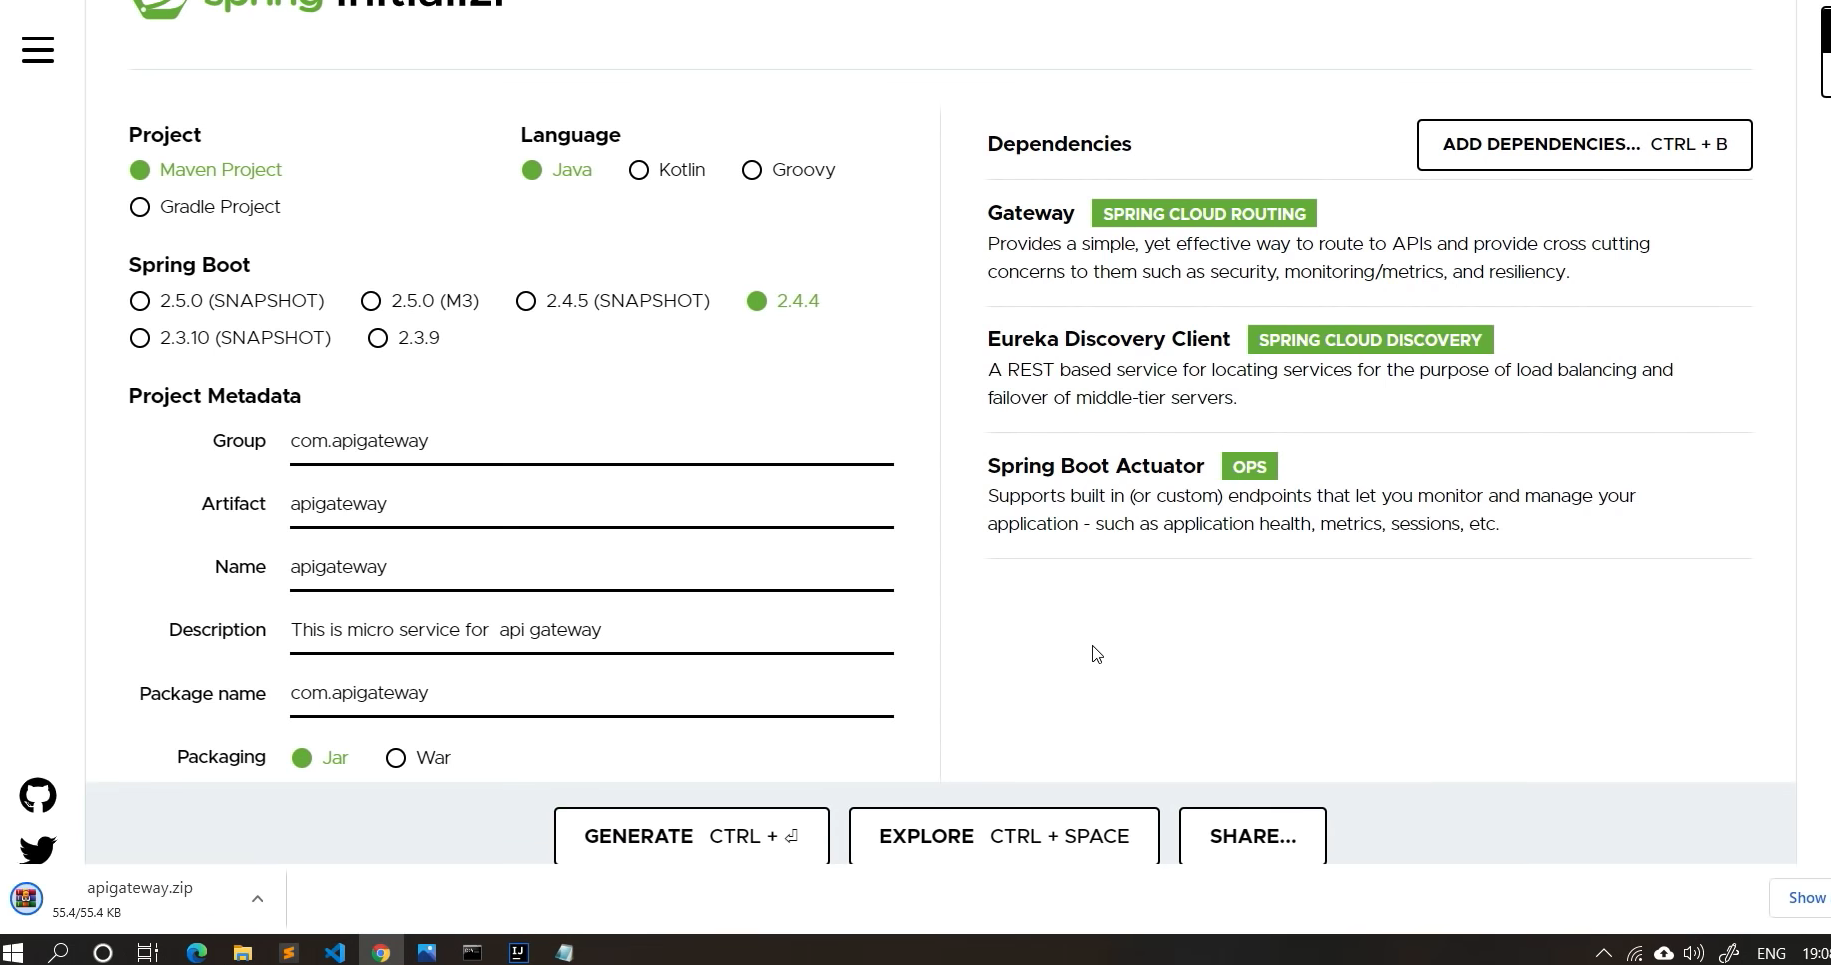 spring initializr
Project
Maven Project
Gradle Project
Language
Java Kotlin Groovy
Spring Boot
2.5.0 (SNAPSHOT) 2.5.0 (M3) 2.4.5 (SNAPSHOT) 2.4.4
2.3.10 (SNAPSHOT) 2.3.9
Project Metadata
Group com.apigateway
Artifact apigateway
Name apigateway
Description This is micro service for  api gateway
Package name com.apigateway
Packaging Jar War
Dependencies
ADD DEPENDENCIES... CTRL + B
Gateway SPRING CLOUD ROUTING
Provides a simple, yet effective way to route to APIs and provide cross cutting
concerns to them such as security, monitoring/metrics, and resiliency.
Eureka Discovery Client SPRING CLOUD DISCOVERY
A REST based service for locating services for the purpose of load balancing and
failover of middle-tier servers.
Spring Boot Actuator OPS
Supports built in (or custom) endpoints that let you monitor and manage your
application - such as application health, metrics, sessions, etc.
GENERATE CTRL + ⏎
EXPLORE CTRL + SPACE
SHARE...
apigateway.zip
55.4/55.4 KB
Show
IJ
ENG